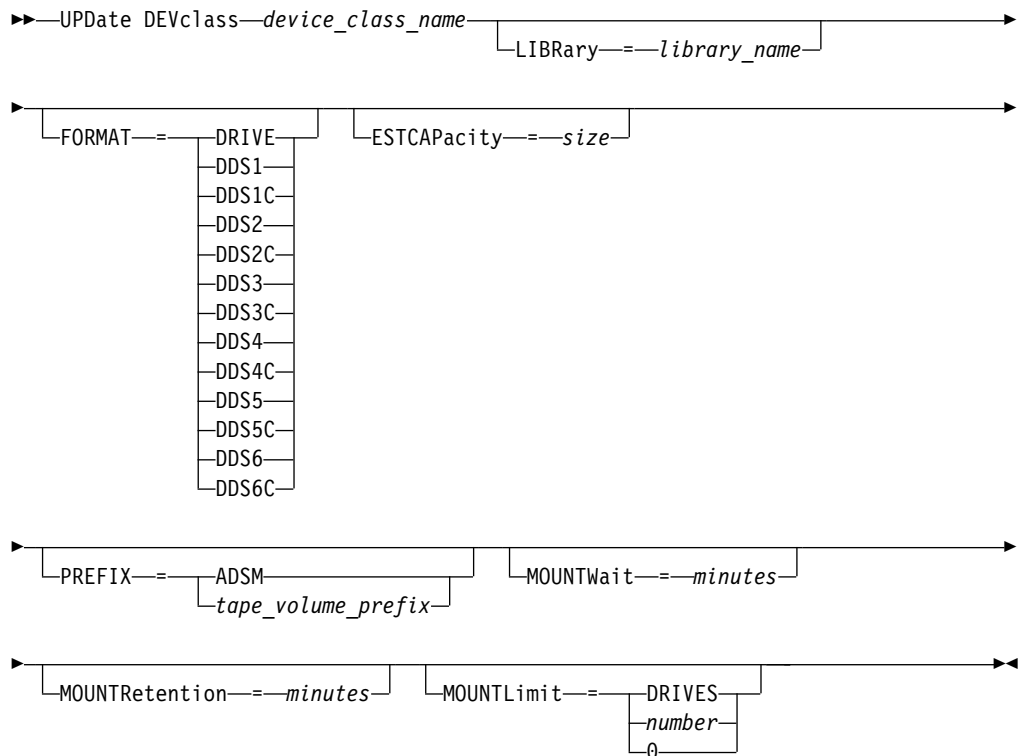 UPDate DEVclass device_class_name
LIBRary = library_name
FORMAT = DRIVE
DDS1
DDS1C
DDS2
DDS2C
DDS3
DDS3C
DDS4
DDS4C
DDS5
DDS5C
DDS6
DDS6C
ESTCAPacity = size
PREFIX = ADSM
tape_volume_prefix
MOUNTWait = minutes
MOUNTRetention = minutes
MOUNTLimit = DRIVES
number
0